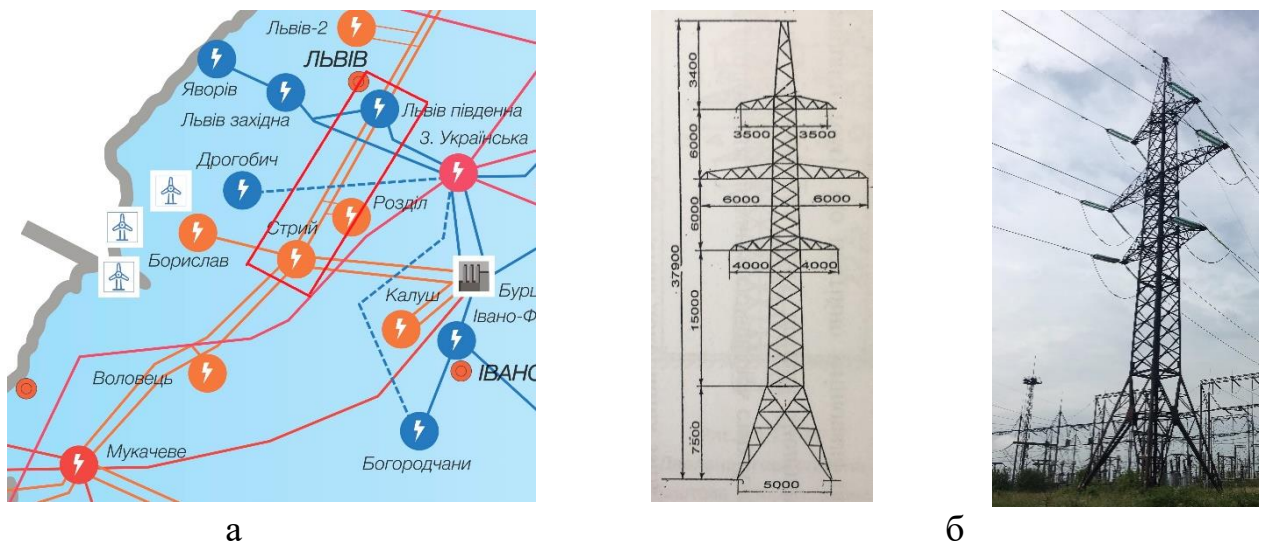 Львів-2
ЛЬВІВ
Яворів
Львів західна
Львів південна
З. Українська
Дрогобич
Розділ
Стрий
Борислав
Калуш
Бурш
Івано-Ф
ІВАНО
Воловець
Богородчани
Мукачеве
3400
3500 3500
6000
6000 6000
6000
4000 4000
37900
15000
7500
5000
а
б